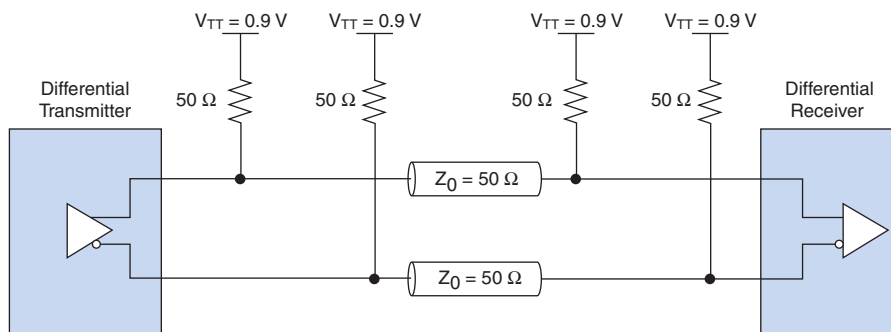 V_TT = 0.9 V
V_TT = 0.9 V
V_TT = 0.9 V
V_TT = 0.9 V
Differential
Transmitter
50 Ω
50 Ω
50 Ω
50 Ω
Differential
Receiver
Z_0 = 50 Ω
Z_0 = 50 Ω